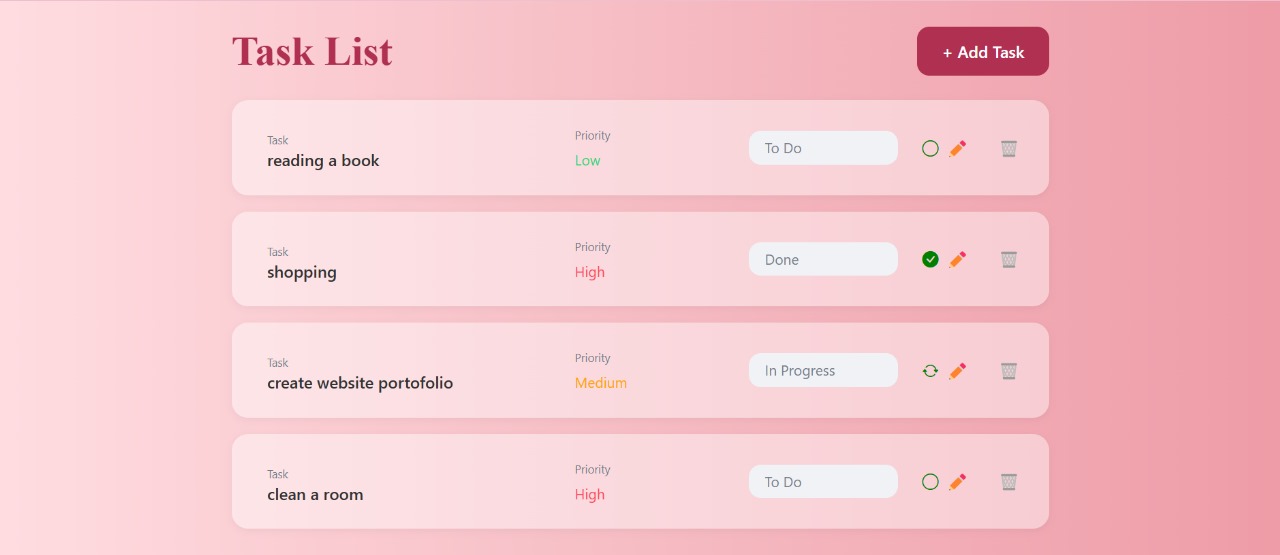 Task List
+ Add Task
Task
reading a book
Priority
Low
To Do
Task
shopping
Priority
High
Done
Task
create website portofolio
Priority
Medium
In Progress
Task
clean a room
Priority
High
To Do